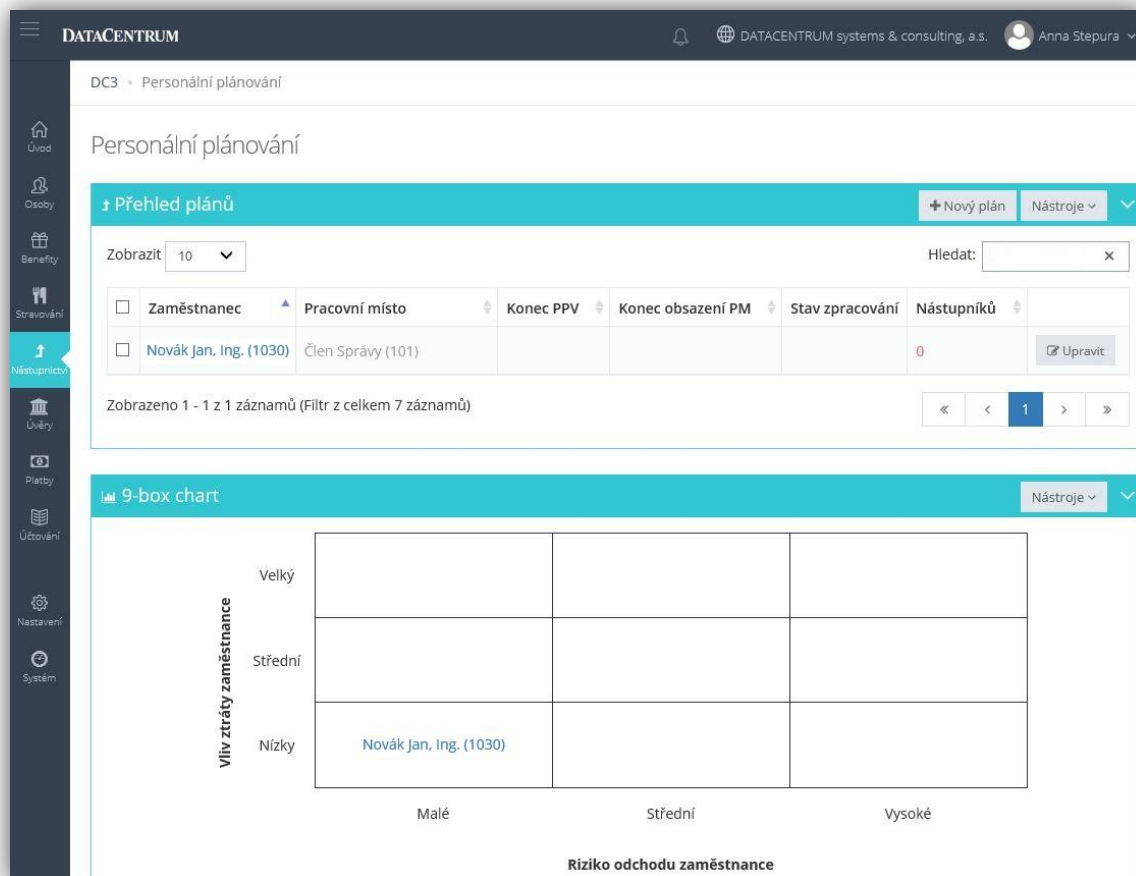 DATACENTRUM
DATACENTRUM systems & consulting, a.s.
Anna Stepura
DC3 Personální plánování
Úvod
Osoby
Benefity
Stravování
Nástupnictví
Úvěry
Platby
Účtování
Nastavení
Systém
Personální plánování
Přehled plánů
Nový plán
Nástroje
Zobrazit 10
Hledat:
Zaměstnanec Pracovní místo Konec PPV Konec obsazení PM Stav zpracování Nástupníků
Novák Jan, Ing. (1030) Člen Správy (101) 0 Upravit
Zobrazeno 1 - 1 z 1 záznamů (Filtr z celkem 7 záznamů)
« < 1 > »
9-box chart
Nástroje
Vliv ztráty zaměstnance
Velký
Střední
Nízky
Novák Jan, Ing. (1030)
Malé Střední Vysoké
Riziko odchodu zaměstnance